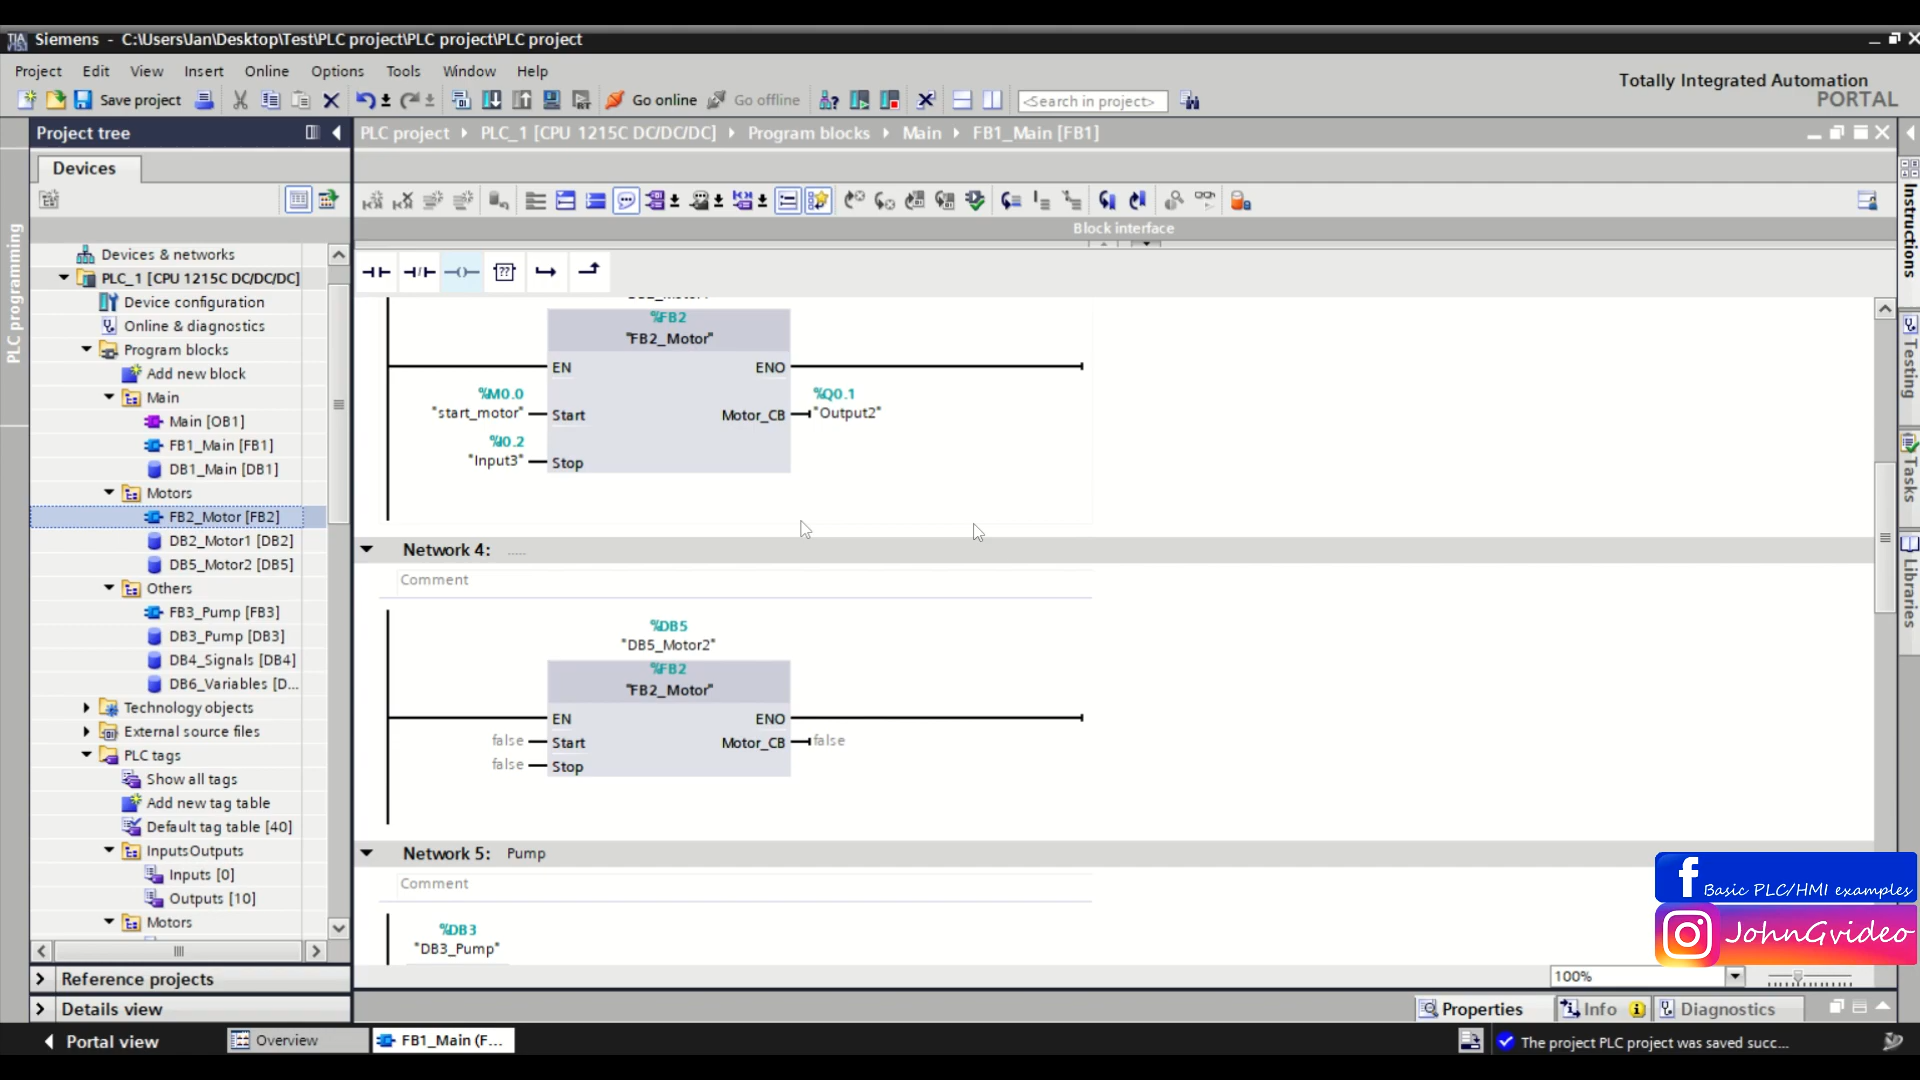 Siemens - C:\Users\Jan\Desktop\Test\PLC project\PLC project\PLC project
Project Edit View Insert Online Options Tools Window Help
Totally Integrated Automation
PORTAL
Save project
Go online
Go offline
<Search in project>
Project tree
PLC project
PLC_1 [CPU 1215C DC/DC/DC]
Program blocks
Main
FB1_Main [FB1]
Devices
Block interface
PLC programming
Devices & networks
PLC_1 [CPU 1215C DC/DC/DC]
Device configuration
Online & diagnostics
Program blocks
Add new block
Main
Main [OB1]
FB1_Main [FB1]
DB1_Main [DB1]
Motors
FB2_Motor [FB2]
DB2_Motor1 [DB2]
DB5_Motor2 [DB5]
Others
FB3_Pump [FB3]
DB3_Pump [DB3]
DB4_Signals [DB4]
DB6_Variables [D...
Technology objects
External source files
PLC tags
Show all tags
Add new tag table
Default tag table [40]
InputsOutputs
Inputs [0]
Outputs [10]
Motors
Reference projects
Details view
%FB2
"FB2_Motor"
EN ENO
%M0.0
"start_motor"
Start
Motor_CB
%Q0.1
"Output2"
%I0.2
"Input3"
Stop
Network 4: .....
Comment
%DB5
"DB5_Motor2"
%FB2
"FB2_Motor"
EN ENO
false Start Motor_CB false
false Stop
Network 5: Pump
Comment
%DB3
"DB3_Pump"
Instructions
Testing
Tasks
Libraries
Basic PLC/HMI examples
JohnGvideo
100%
Properties
Info
Diagnostics
Portal view
Overview
FB1_Main (F...
The project PLC project was saved succ...